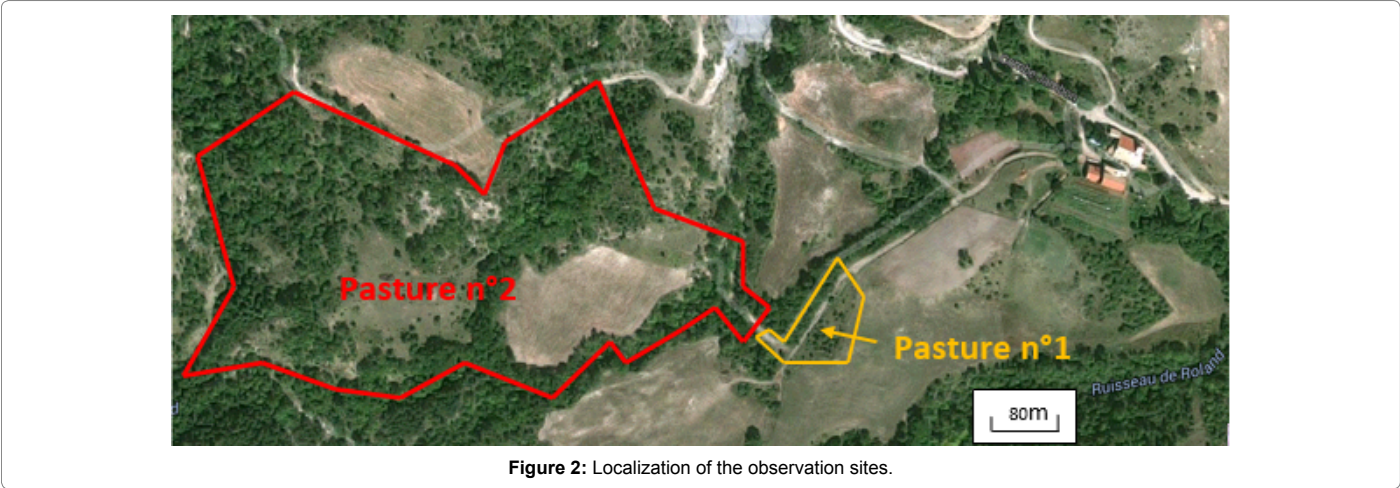 Pasture n°2
Pasture n°1
Ruisseau de Roland
80m
d
Figure 2: Localization of the observation sites.